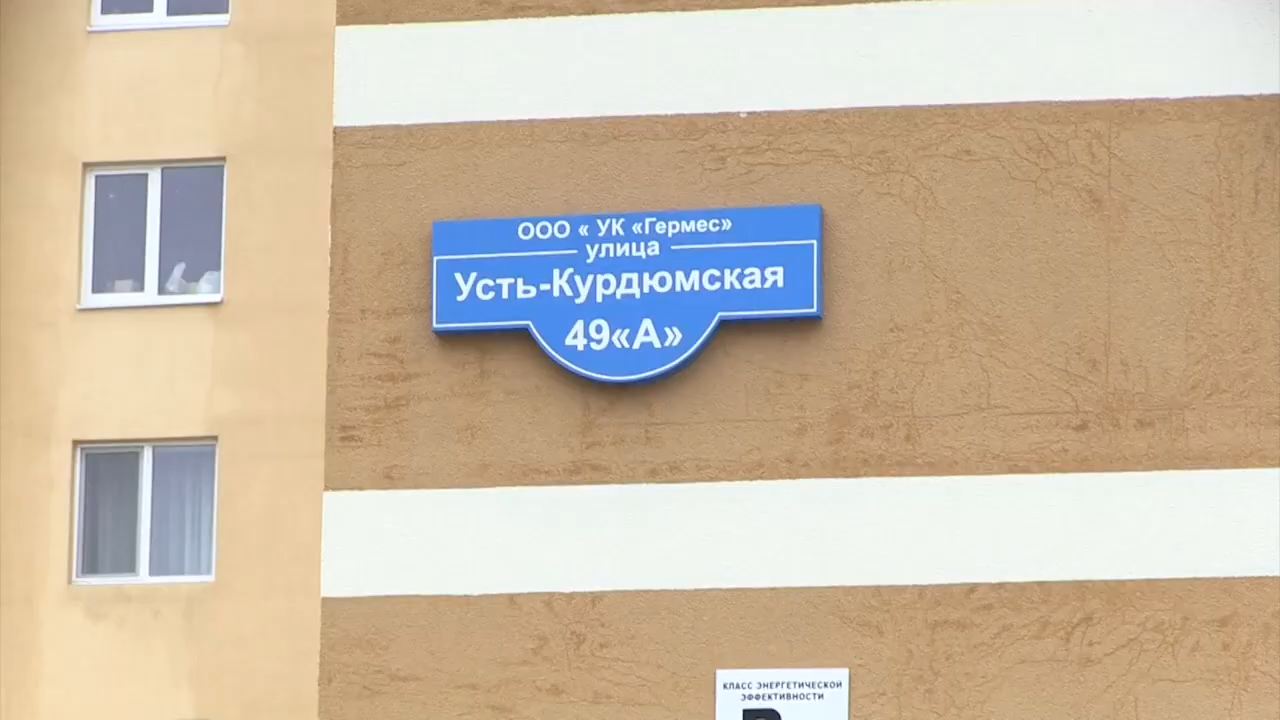 ООО « УК «Гермес»
улица
Усть-Курдюмская
49«А»
КЛАСС ЭНЕРГЕТИЧЕСКОЙ
ЭФФЕКТИВНОСТИ